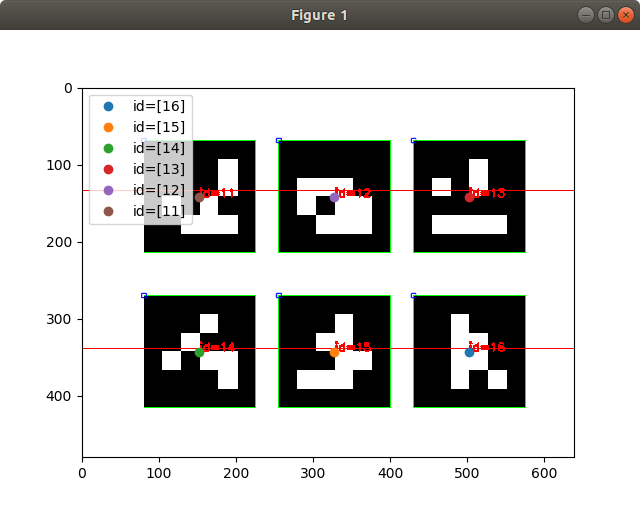 Figure 1
0
100
200
300
400
id=[16]
id=[15]
id=[14]
id=[13]
id=[12]
id=[11]
id=11
id=12
id=13
id=14
id=15
id=16
0
100
200
300
400
500
600